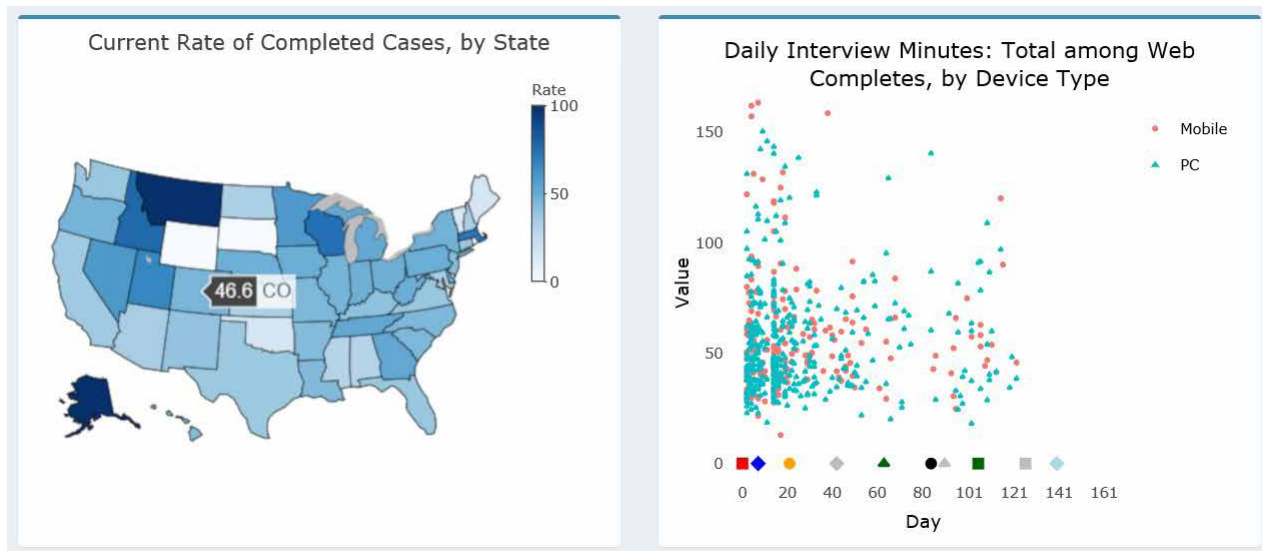 Current Rate of Completed Cases, by State
Rate
100
50
0
46.6 CO
Daily Interview Minutes: Total among Web
Completes, by Device Type
Mobile
PC
Value
150
100
50
0
0 20 40 60 80 101 121 141 161
Day